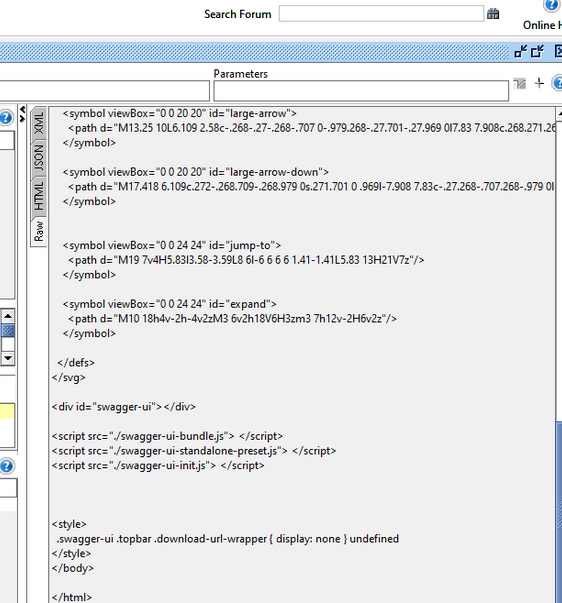 Search Forum
Online H
Parameters
XML
JSON
HTML
Raw
<symbol viewBox="0 0 20 20" id="large-arrow">
<path d="M13.25 10L6.109 2.58c-.268-.27-.268-.707 0-.979.268-.27.701-.27.969 0l7.83 7.908c.268.271.26
</symbol>
<symbol viewBox="0 0 20 20" id="large-arrow-down">
<path d="M17.418 6.109c.272-.268.709-.268.979 0s.271.701 0 .969l-7.908 7.83c-.27.268-.707.268-.979 0l
</symbol>
<symbol viewBox="0 0 24 24" id="jump-to">
<path d="M19 7v4H5.83l3.58-3.59L8 6l-6 6 6 6 1.41-1.41L5.83 13H21V7z"/>
</symbol>
<symbol viewBox="0 0 24 24" id="expand">
<path d="M10 18h4v-2h-4v2zM3 6v2h18V6H3zm3 7h12v-2H6v2z"/>
</symbol>
</defs>
</svg>
<div id="swagger-ui"></div>
<script src="./swagger-ui-bundle.js"> </script>
<script src="./swagger-ui-standalone-preset.js"> </script>
<script src="./swagger-ui-init.js"> </script>
<style>
.swagger-ui .topbar .download-url-wrapper { display: none } undefined
</style>
</body>
</html>